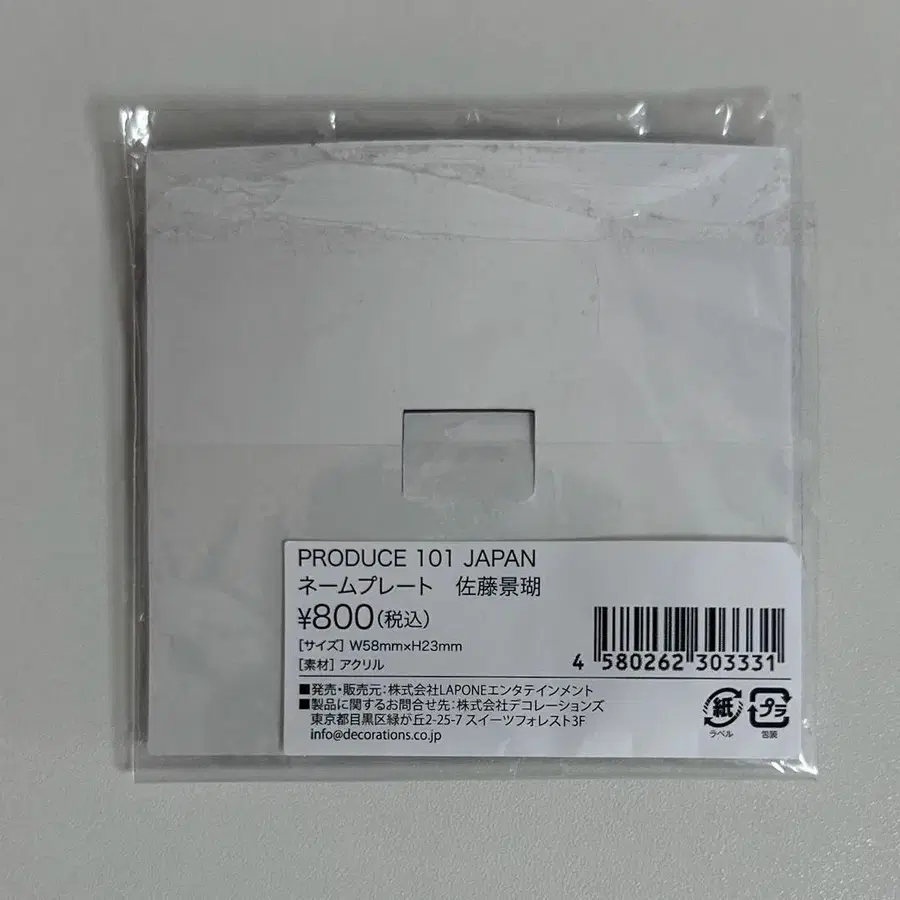 PRODUCE 101 JAPAN
ネームプレート　佐藤景瑚
¥800(税込)
[サイズ] W58mm×H23mm
[素材] アクリル
4 580262 303331
■発売・販売元：株式会社LAPONEエンタテインメント
■製品に関するお問合せ先：株式会社デコレーションズ
東京都目黒区緑が丘2-25-7 スイーツフォレスト3F
info@decorations.co.jp
紙 プラ
ラベル 包装